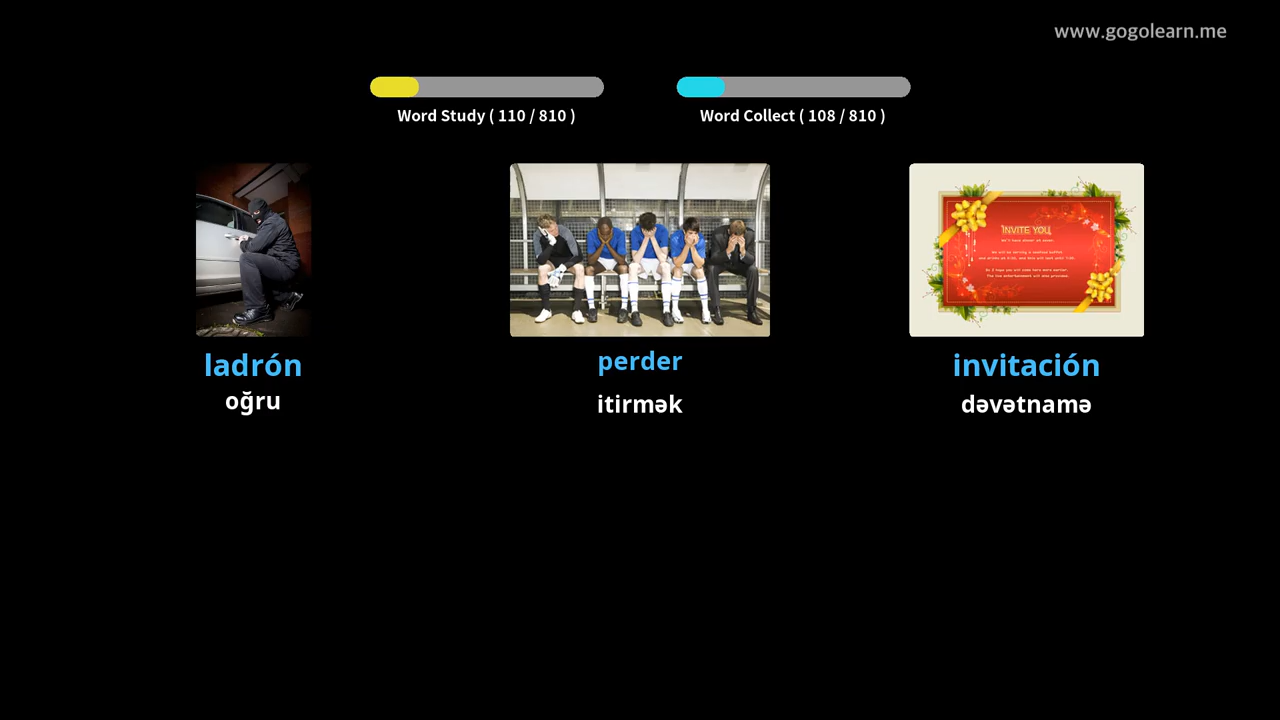 www.gogolearn.me
Word Study ( 110 / 810 )
Word Collect ( 108 / 810 )
INVITE YOU
ladrón
perder
invitación
oğru
itirmək
dəvətnamə